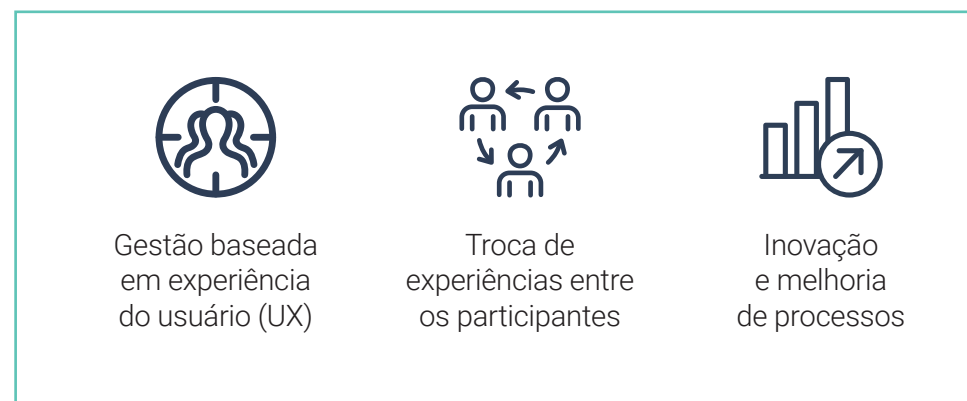 Gestão baseada
em experiência
do usuário (UX)
Troca de
experiências entre
os participantes
Inovação
e melhoria
de processos